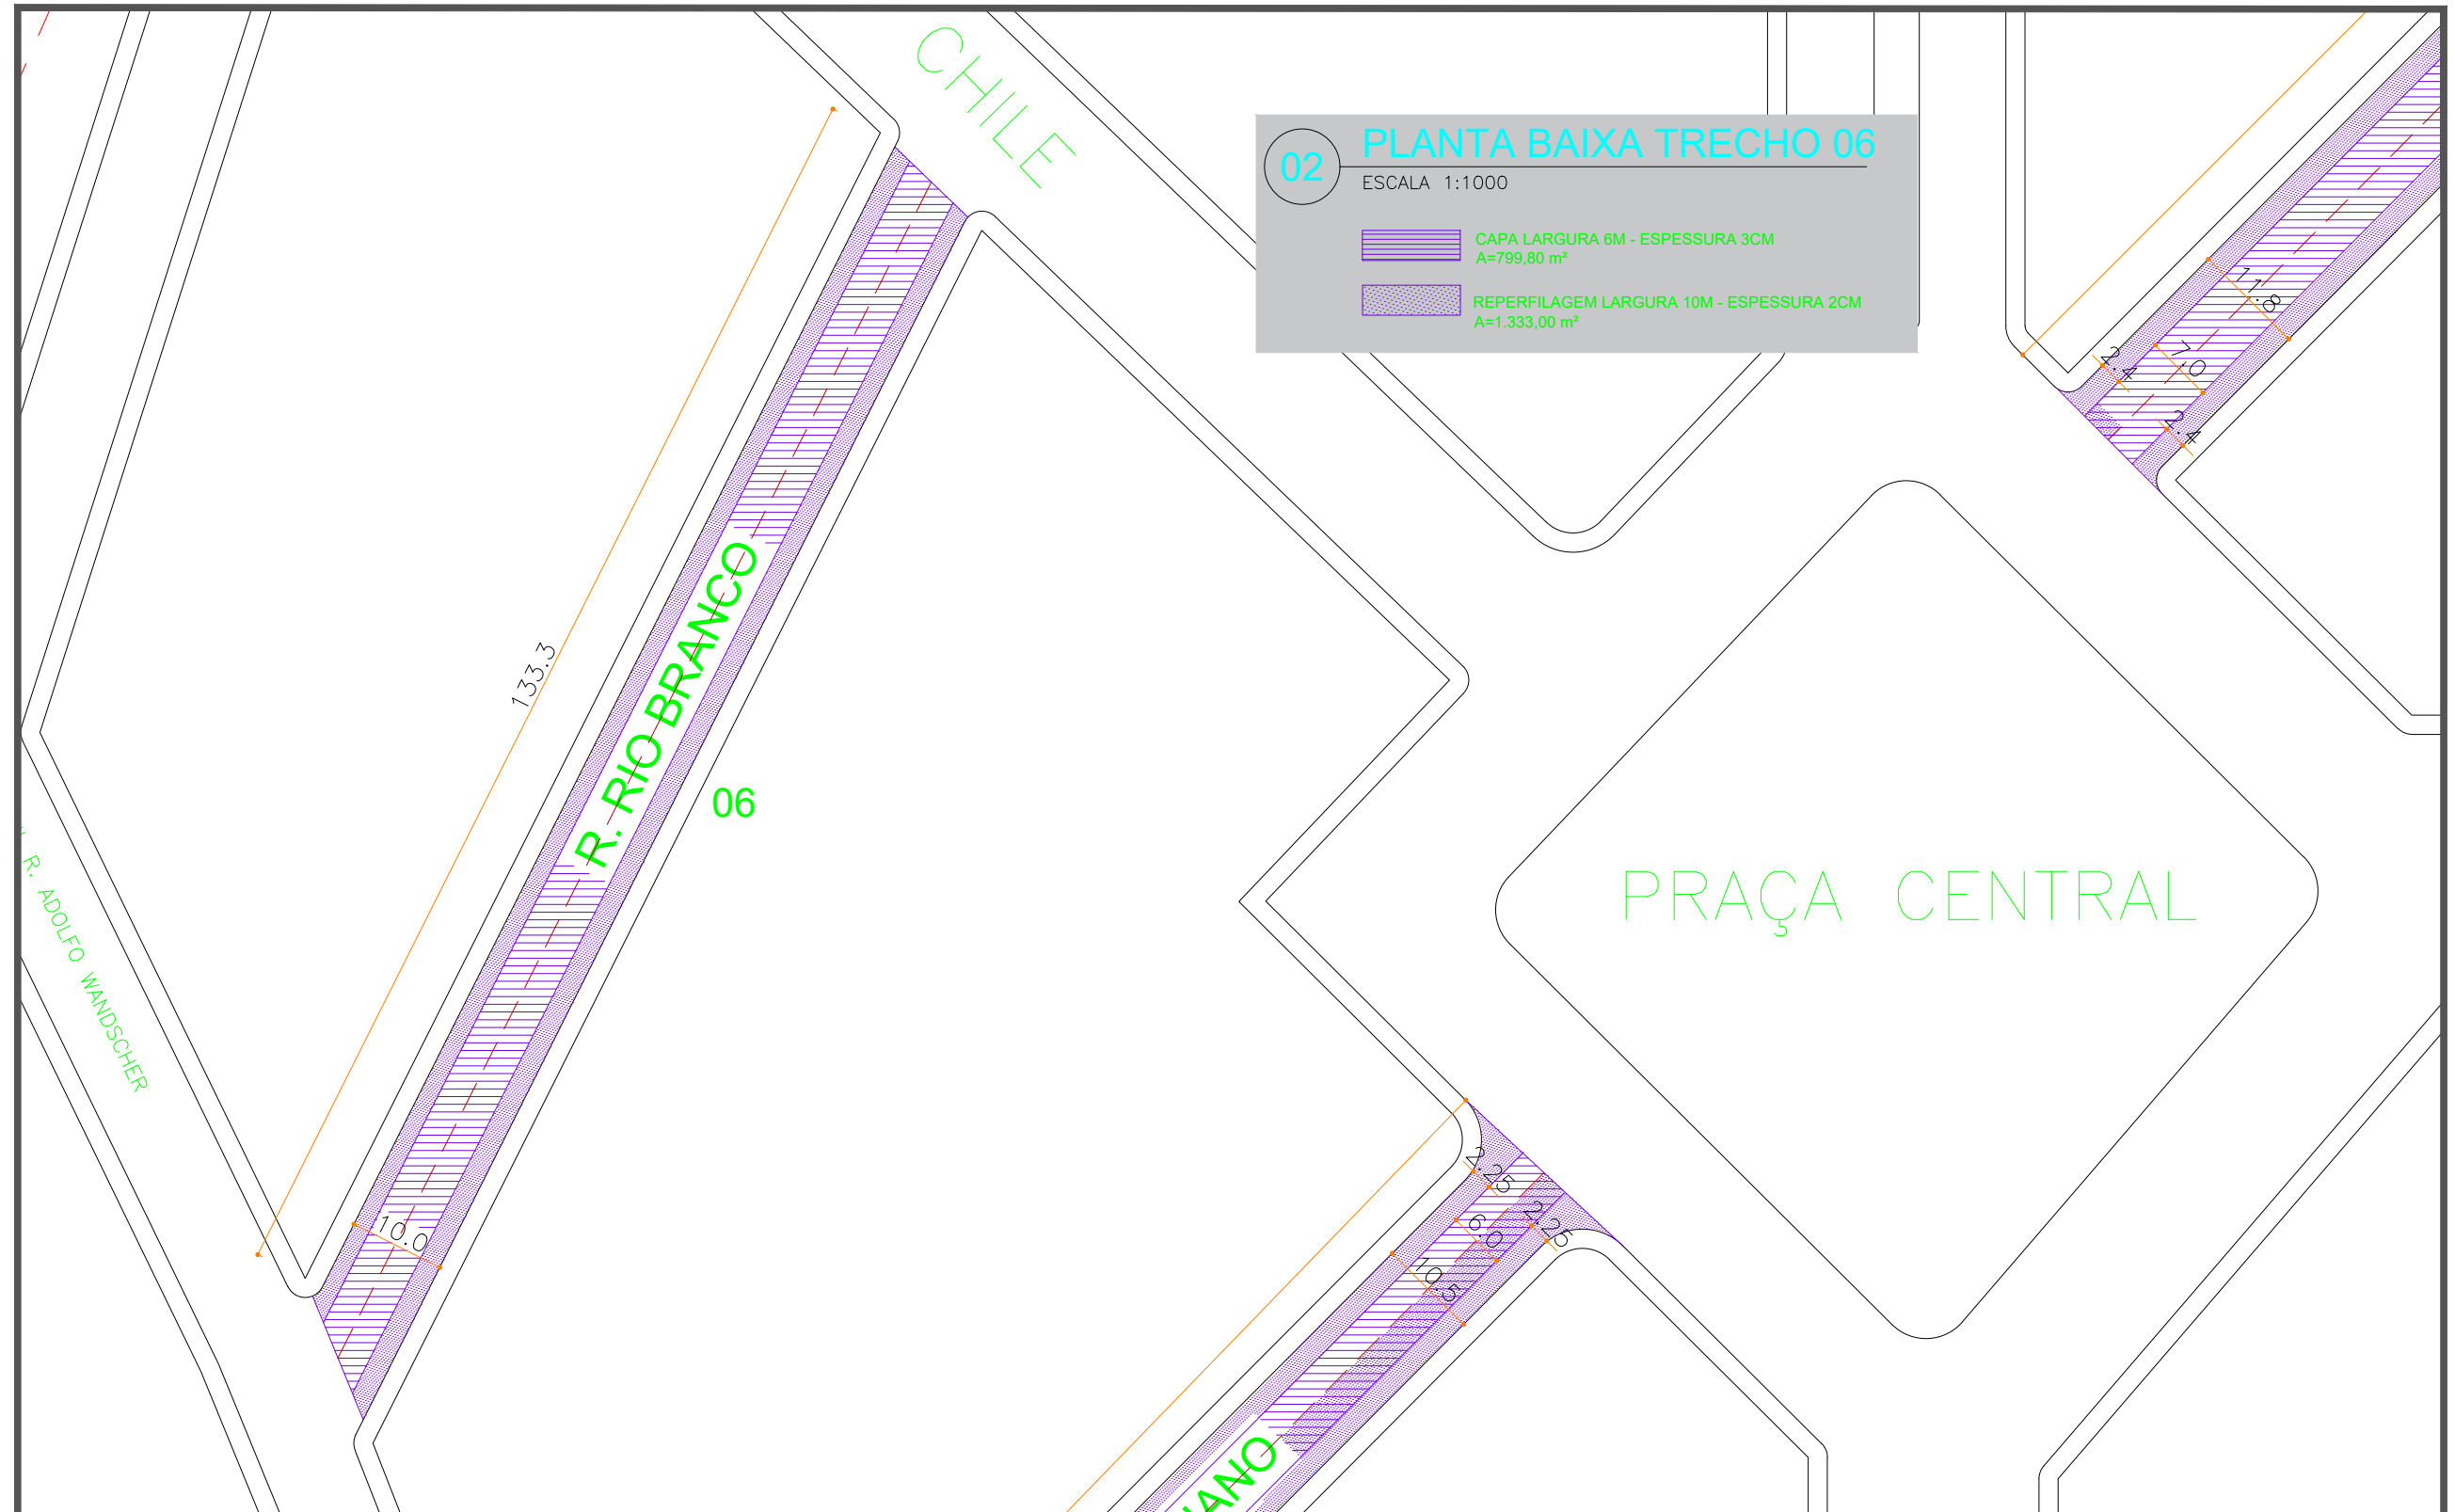 CHILE
02
PLANTA BAIXA TRECHO 06
ESCALA 1:1000
CAPA LARGURA 6M - ESPESSURA 3CM
A=799,80 m²
REPERFILAGEM LARGURA 10M - ESPESSURA 2CM
A=1.333,00 m²
11.8
7.0
2.4
2.4
133.3
R. RIO BRANCO
06
PRAÇA CENTRAL
R. ADOLFO WANDSCHER
10.0
2.25
2.25
6.0
10.5